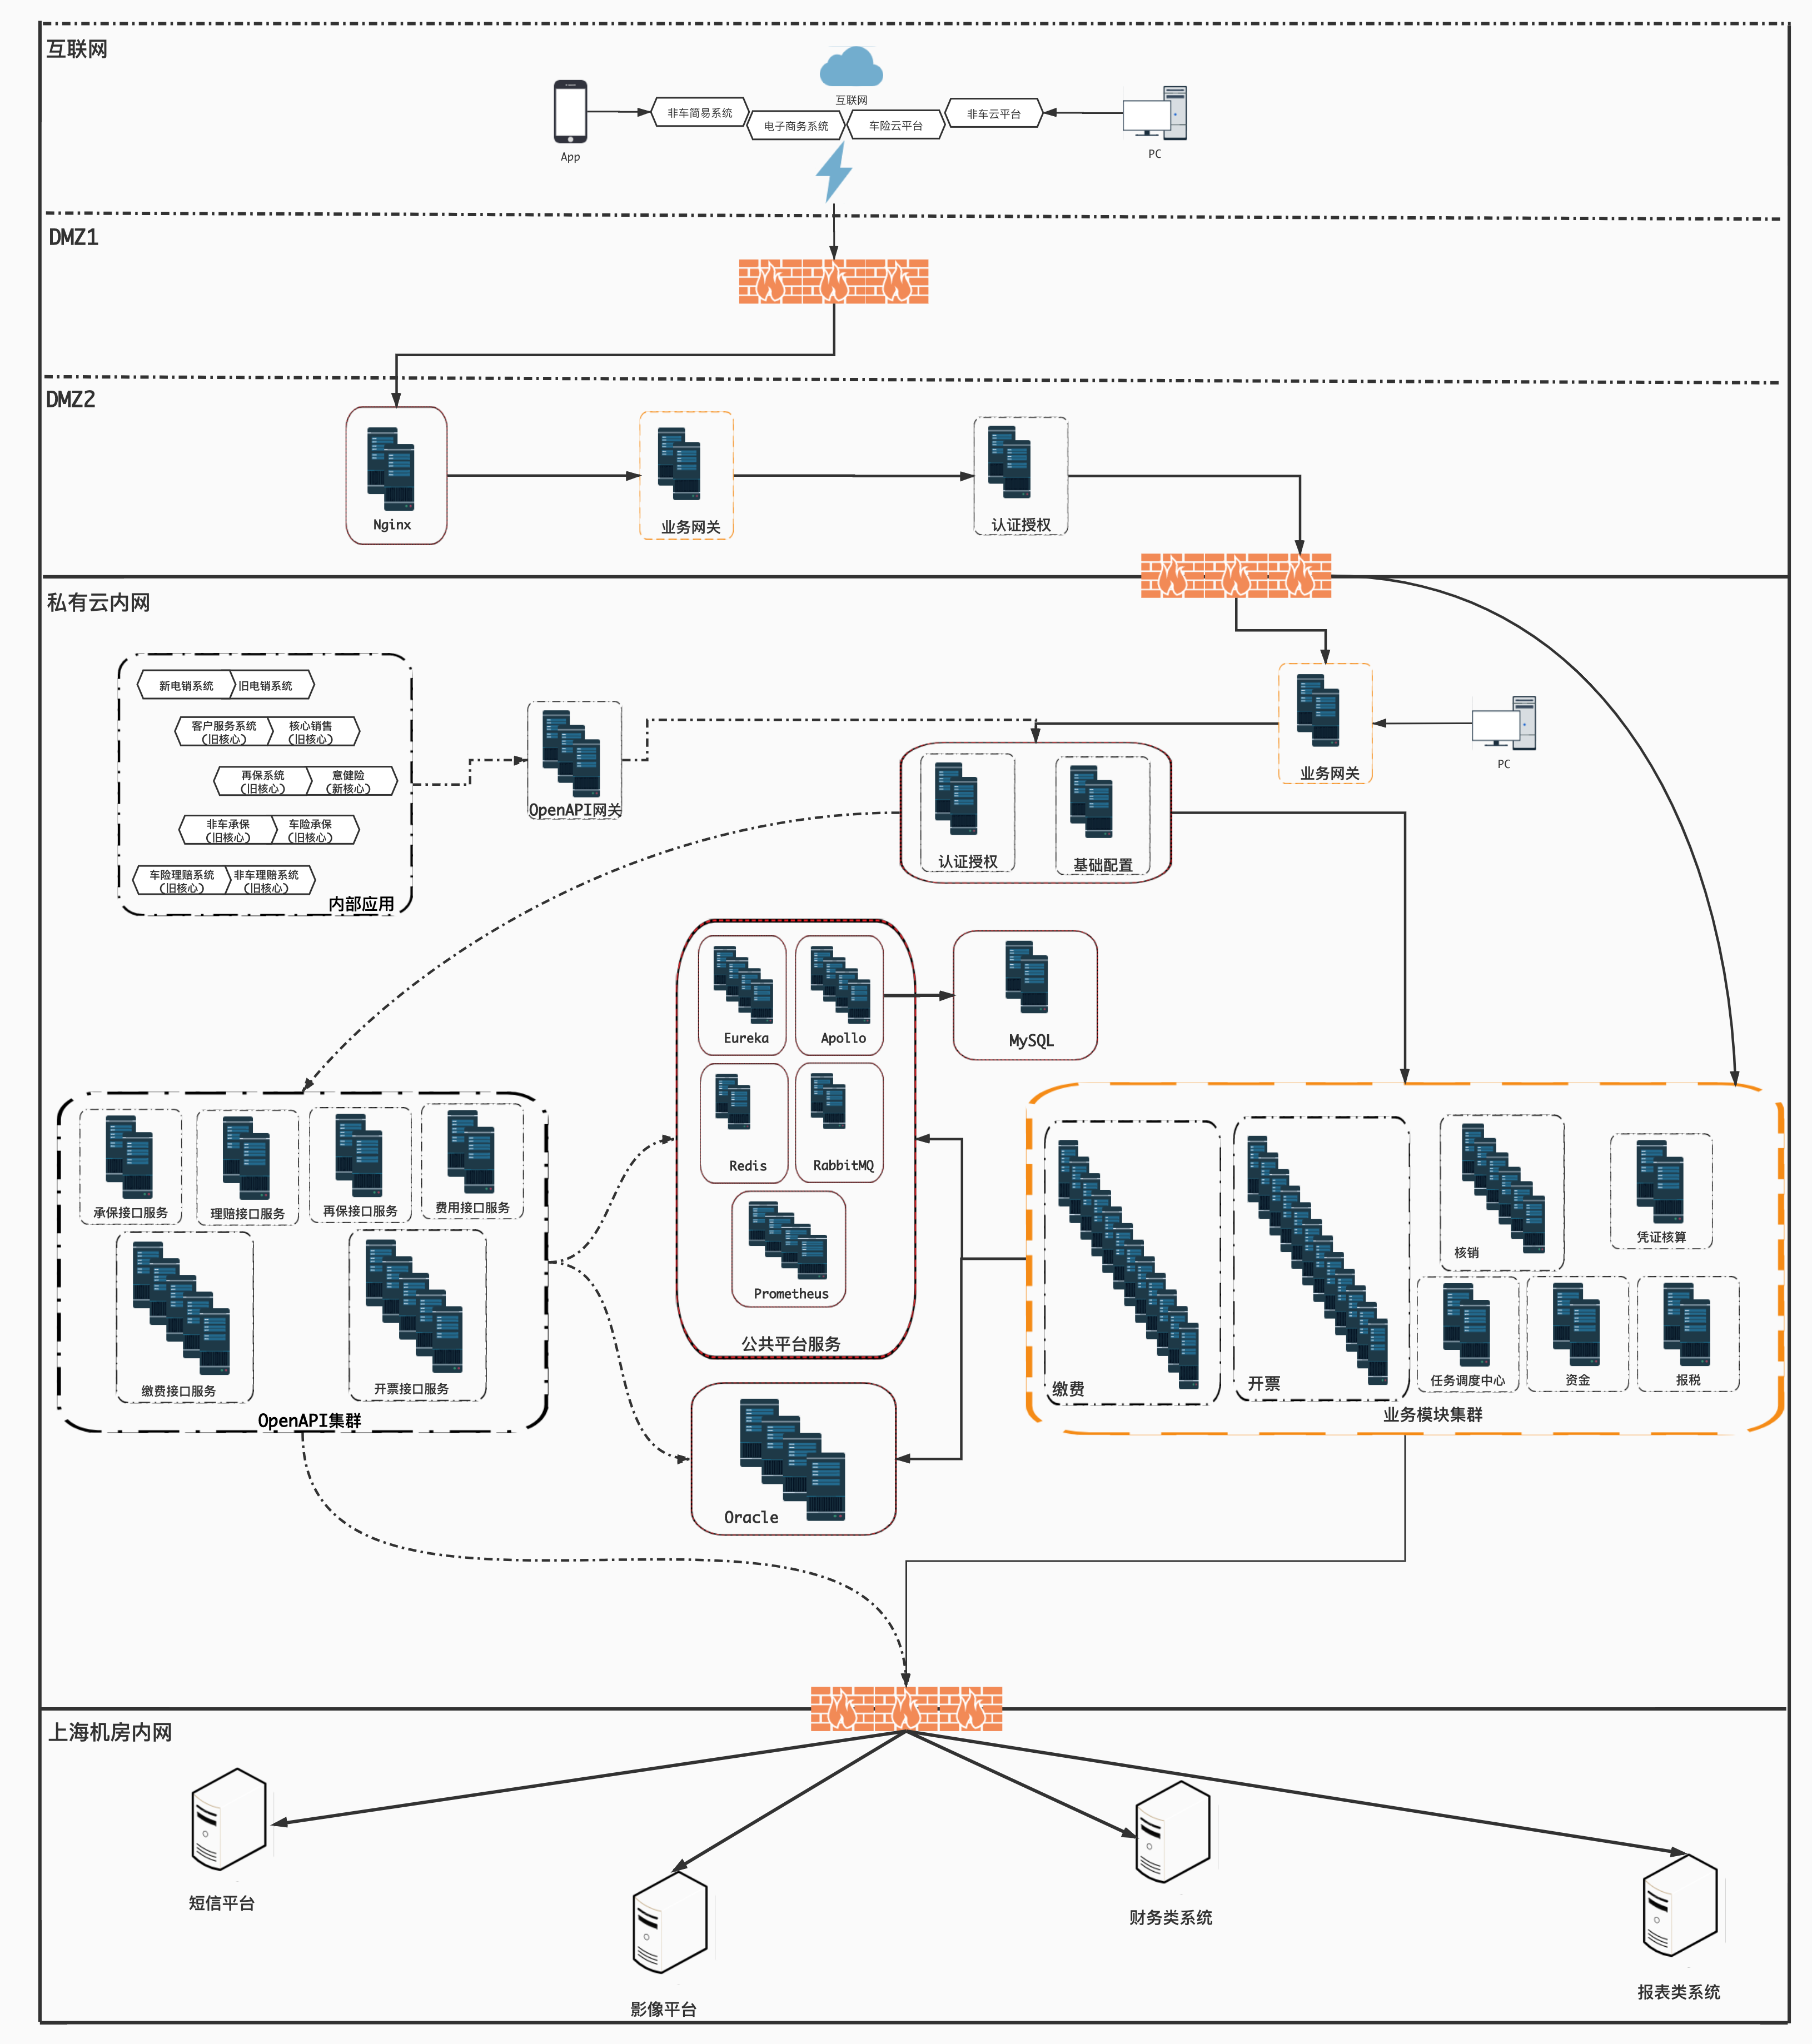 互联网
互联网
非车简易系统
电子商务系统
车险云平台
非车云平台
App
PC
DMZ1
DMZ2
Nginx
业务网关
认证授权
私有云内网
新电销系统
旧电销系统
客户服务系统
(旧核心)
核心销售
(旧核心)
再保系统
(旧核心)
意健险
(新核心)
非车承保
(旧核心)
车险承保
(旧核心)
车险理赔系统
(旧核心)
非车理赔系统
(旧核心)
内部应用
OpenAPI网关
业务网关
PC
认证授权
基础配置
Eureka
Apollo
MySQL
Redis
RabbitMQ
Prometheus
公共平台服务
承保接口服务
理赔接口服务
再保接口服务
费用接口服务
缴费接口服务
开票接口服务
OpenAPI集群
缴费
开票
核销
凭证核算
任务调度中心
资金
报税
业务模块集群
Oracle
上海机房内网
短信平台
影像平台
财务类系统
报表类系统